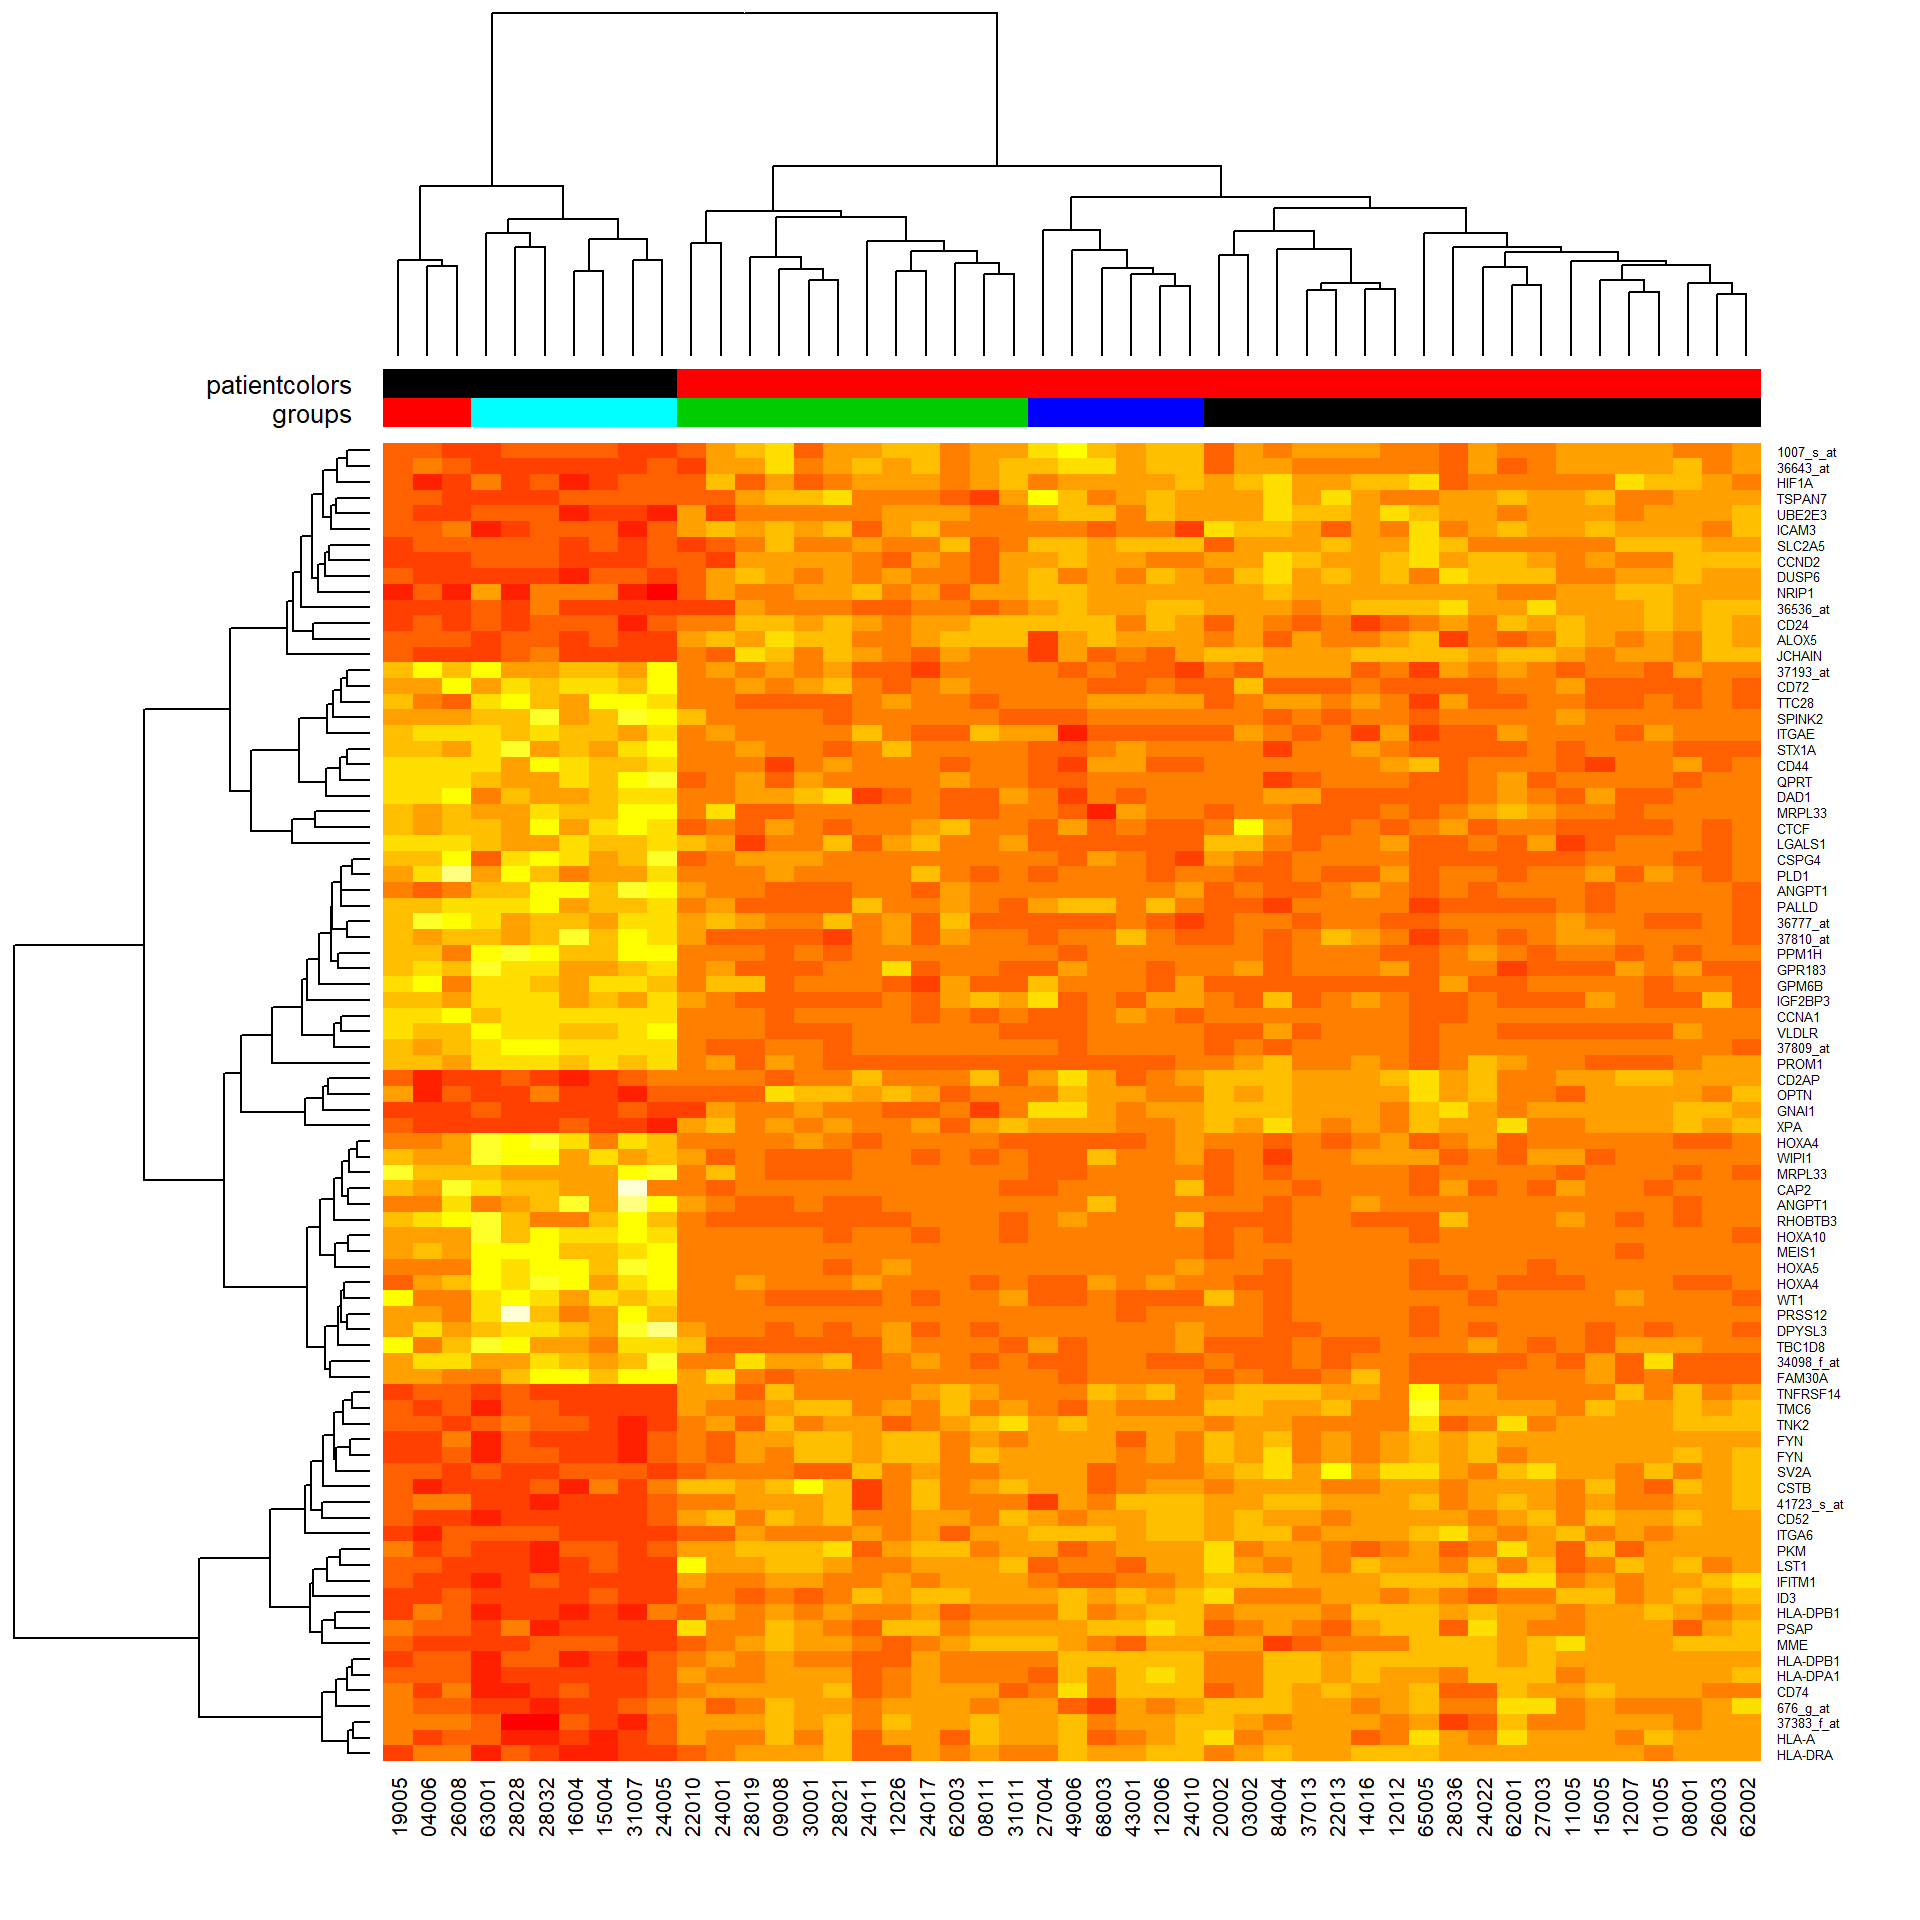 patientcolors
groups
1007_s_at
36643_at
HIF1A
TSPAN7
UBE2E3
ICAM3
SLC2A5
CCND2
DUSP6
NRIP1
36536_at
CD24
ALOX5
JCHAIN
37193_at
CD72
TTC28
SPINK2
ITGAE
STX1A
CD44
QPRT
DAD1
MRPL33
CTCF
LGALS1
CSPG4
PLD1
ANGPT1
PALLD
36777_at
37810_at
PPM1H
GPR183
GPM6B
IGF2BP3
CCNA1
VLDLR
37809_at
PROM1
CD2AP
OPTN
GNAI1
XPA
HOXA4
WIPI1
MRPL33
CAP2
ANGPT1
RHOBTB3
HOXA10
MEIS1
HOXA5
HOXA4
WT1
PRSS12
DPYSL3
TBC1D8
34098_f_at
FAM30A
TNFRSF14
TMC6
TNK2
FYN
FYN
SV2A
CSTB
41723_s_at
CD52
ITGA6
PKM
LST1
IFITM1
ID3
HLA-DPB1
PSAP
MME
HLA-DPB1
HLA-DPA1
CD74
676_g_at
37383_f_at
HLA-A
HLA-DRA
19005
04006
26008
63001
28028
28032
16004
15004
31007
24005
22010
24001
28019
09008
30001
28021
24011
12026
24017
62003
08011
31011
27004
49006
68003
43001
12006
24010
20002
03002
84004
37013
22013
14016
12012
65005
28036
24022
62001
27003
11005
15005
12007
01005
08001
26003
62002